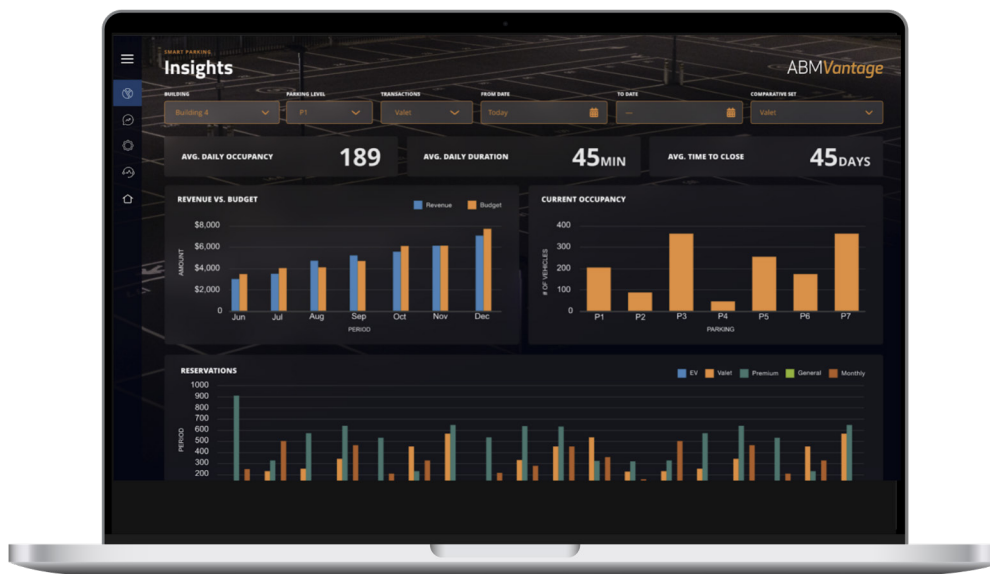 SMART PARKING
Insights
ABMVantage
BUILDING
PARKING LEVEL
TRANSACTIONS
FROM DATE
TO DATE
COMPARATIVE SET
Building 4
P1
Valet
Today
—
Valet
AVG. DAILY OCCUPANCY
189
AVG. DAILY DURATION
45MIN
AVG. TIME TO CLOSE
45DAYS
REVENUE VS. BUDGET
Revenue
Budget
$8,000
$6,000
$4,000
$2,000
0
AMOUNT
Jun
Jul
Aug
Sep
Oct
Nov
Dec
PERIOD
CURRENT OCCUPANCY
400
300
200
100
0
# OF VEHICLES
P1
P2
P3
P4
P5
P6
P7
PARKING
RESERVATIONS
EV
Valet
Premium
General
Monthly
1000
900
800
700
600
500
400
300
200
PERIOD